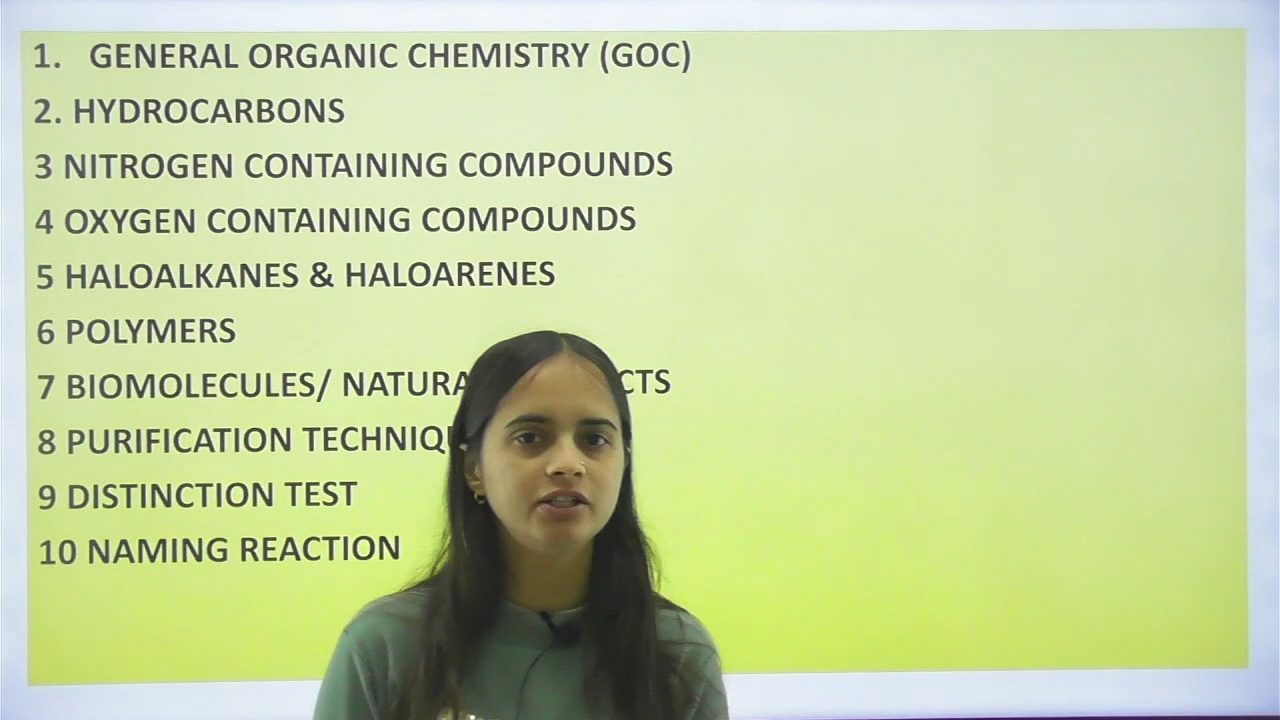 1. GENERAL ORGANIC CHEMISTRY (GOC)
2. HYDROCARBONS
3 NITROGEN CONTAINING COMPOUNDS
4 OXYGEN CONTAINING COMPOUNDS
5 HALOALKANES & HALOARENES
6 POLYMERS
7 BIOMOLECULES/
8 PURIFICATION
9 DISTINCTION TEST
10 NAMING REACTION